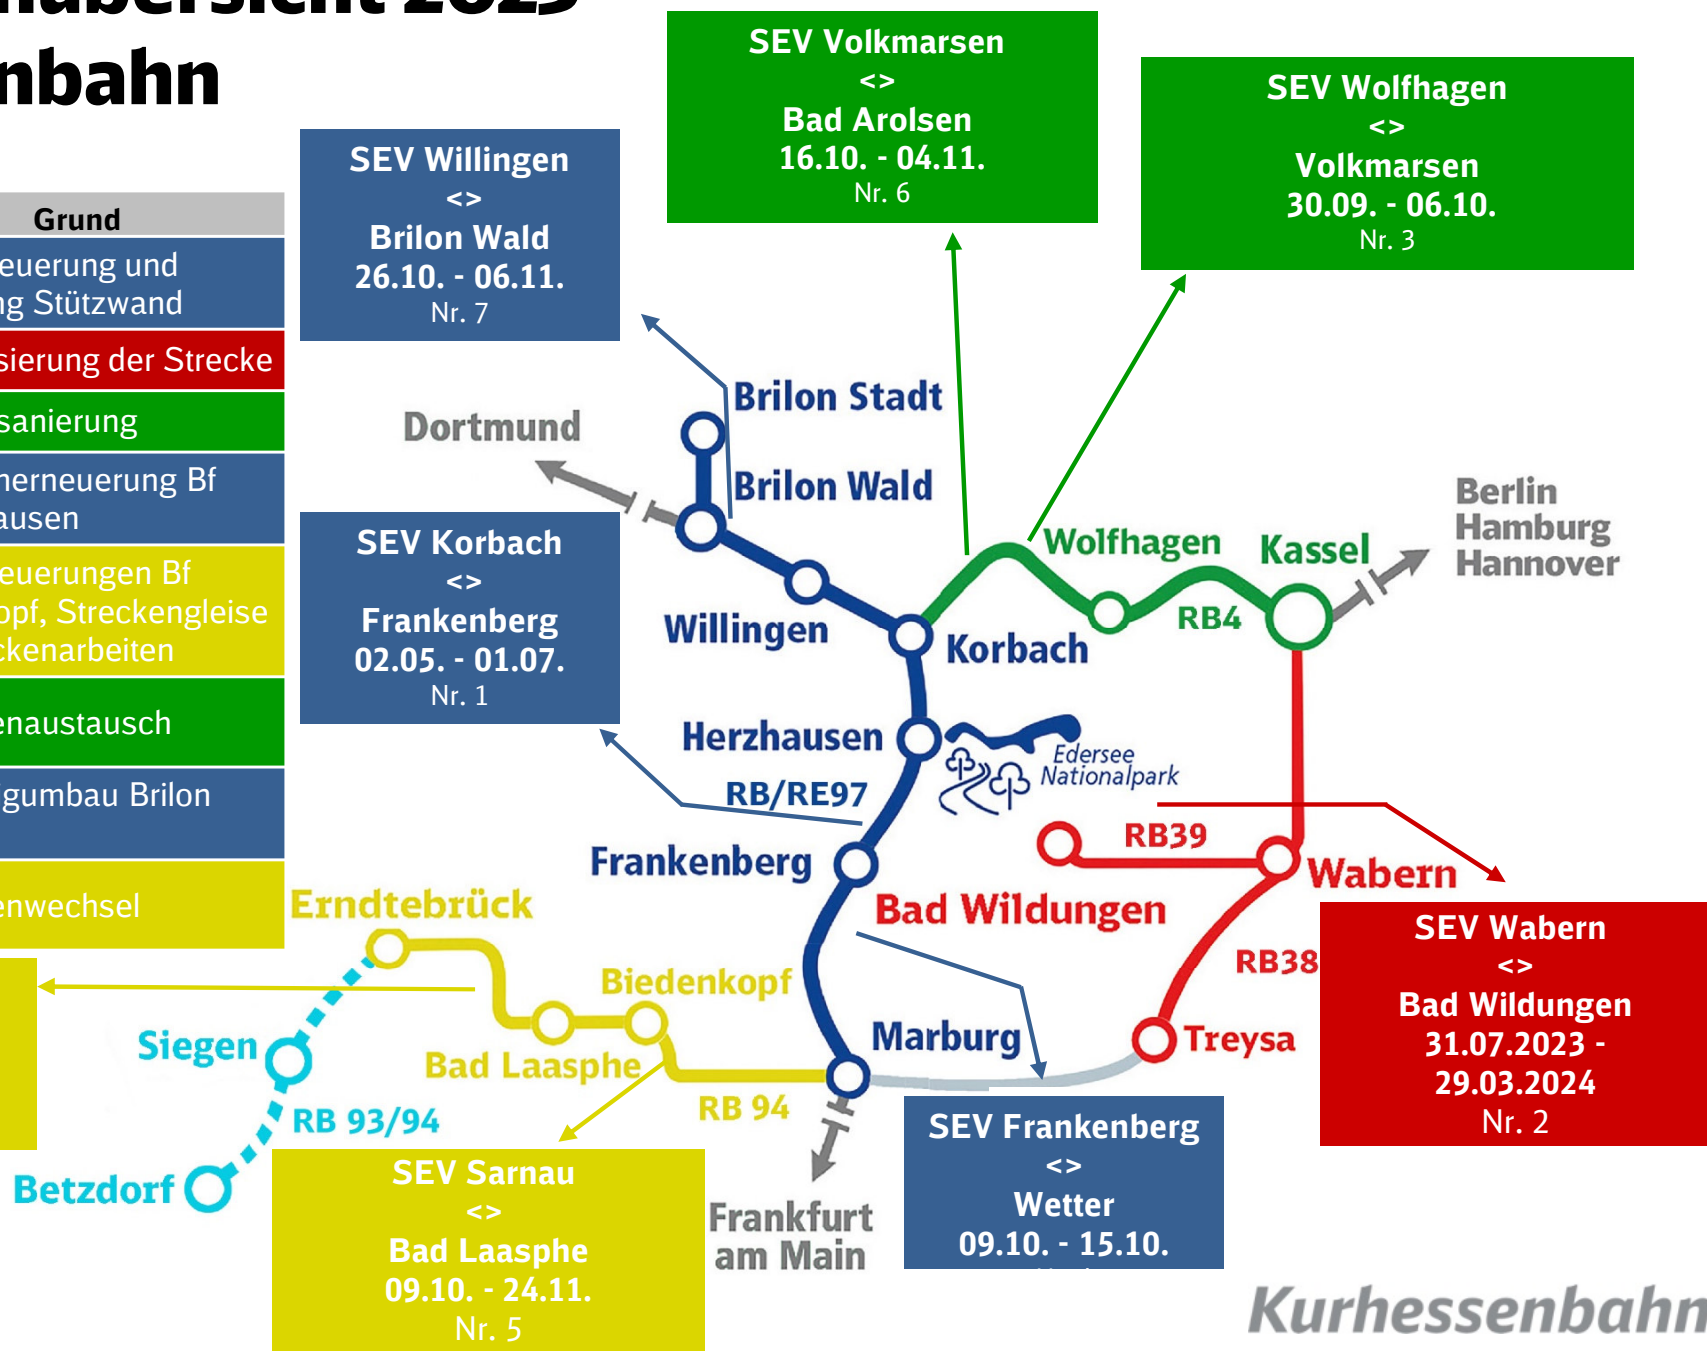 nbahn
SEV Volkmarsen
<>
Bad Arolsen
16.10. - 04.11.
Nr. 6
SEV Wolfhagen
<>
Volkmarsen
30.09. - 06.10.
Nr. 3
SEV Willingen
<>
Brilon Wald
26.10. - 06.11.
Nr. 7
Grund
euerung und
ng Stützwand
sierung der Strecke
sanierung
nerneuerung Bf
ausen
euerungen Bf
opf, Streckengleise
ckenarbeiten
enaustausch
igumbau Brilon
enwechsel
Brilon Stadt
Dortmund
Brilon Wald
Berlin
Hamburg
Hannover
SEV Korbach
<>
Frankenberg
02.05. - 01.07.
Nr. 1
Wolfhagen
Kassel
RB4
Willingen
Korbach
Herzhausen
Edersee
Nationalpark
RB/RE97
RB39
Frankenberg
Wabern
Bad Wildungen
Erndtebrück
RB38
Biedenkopf
SEV Wabern
<>
Bad Wildungen
31.07.2023 -
29.03.2024
Nr. 2
Siegen
Marburg
Treysa
Bad Laasphe
RB 94
RB 93/94
Betzdorf
SEV Frankenberg
<>
Wetter
09.10. - 15.10.
SEV Sarnau
<>
Bad Laasphe
09.10. - 24.11.
Nr. 5
Frankfurt
am Main
Kurhessenbahn